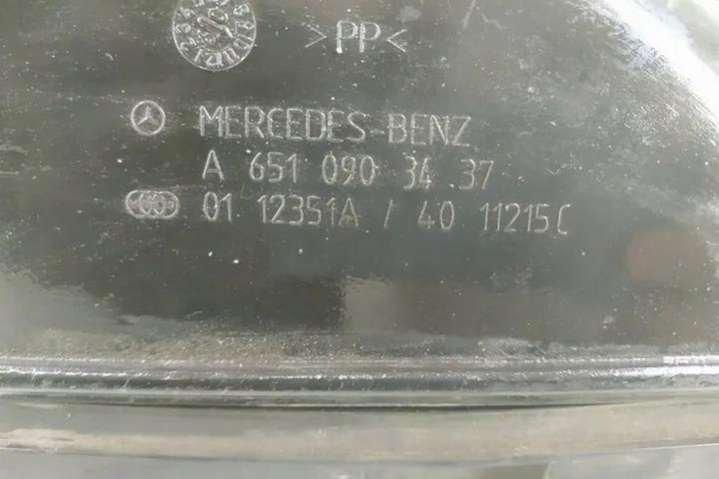 >PP<
MERCEDES-BENZ
A 651 090 34 37
01 12351A / 40 11215C